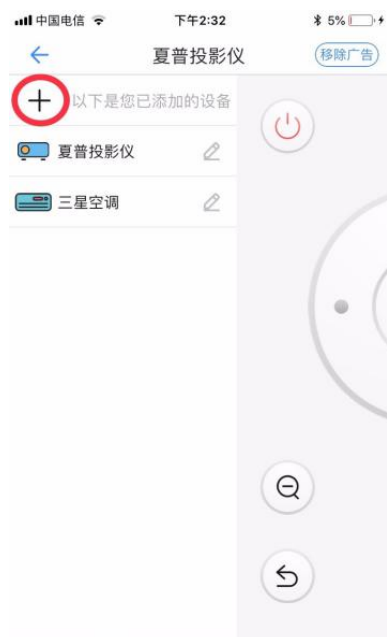 中国电信 下午2:32 5%
夏普投影仪 移除广告
以下是您已添加的设备
夏普投影仪
三星空调